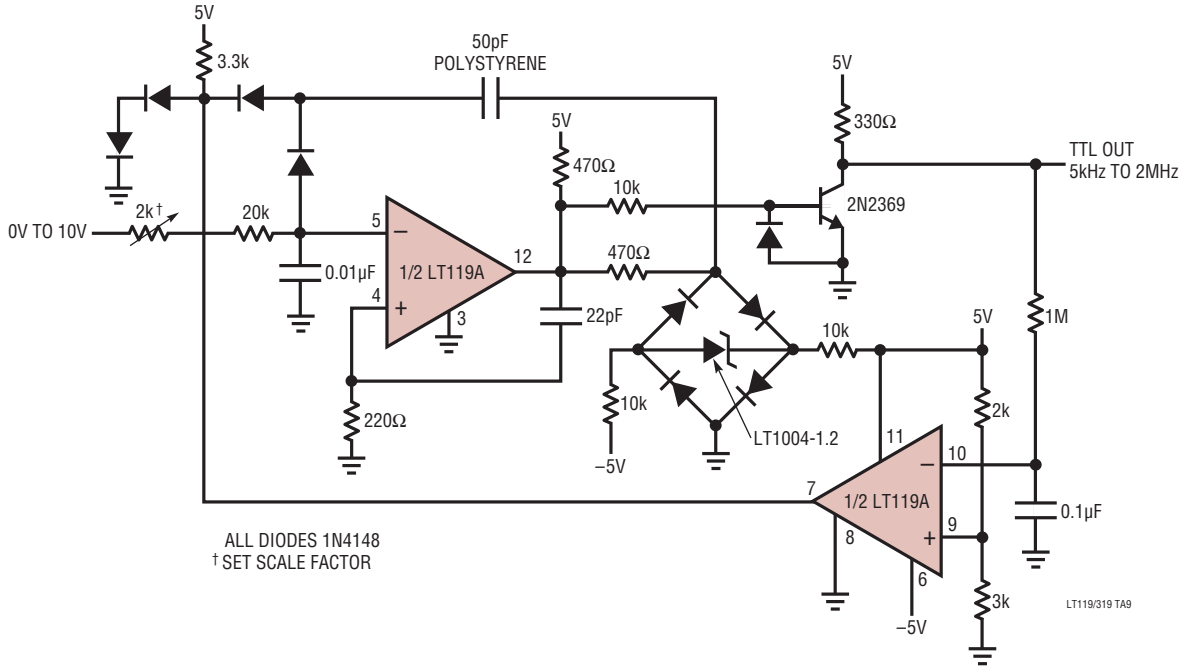 5V
3.3k
50pF
POLYSTYRENE
5V
470Ω
5V
330Ω
TTL OUT
5kHz TO 2MHz
2k†
20k
0V TO 10V
5
−
10k
2N2369
0.01µF
1/2 LT119A
12
470Ω
4
+
3
22pF
10k
5V
1M
220Ω
10k
−5V
LT1004-1.2
2k
11
−
10
7
1/2 LT119A
0.1µF
8
+
9
6
−5V
3k
ALL DIODES 1N4148
† SET SCALE FACTOR
LT119/319 TA9